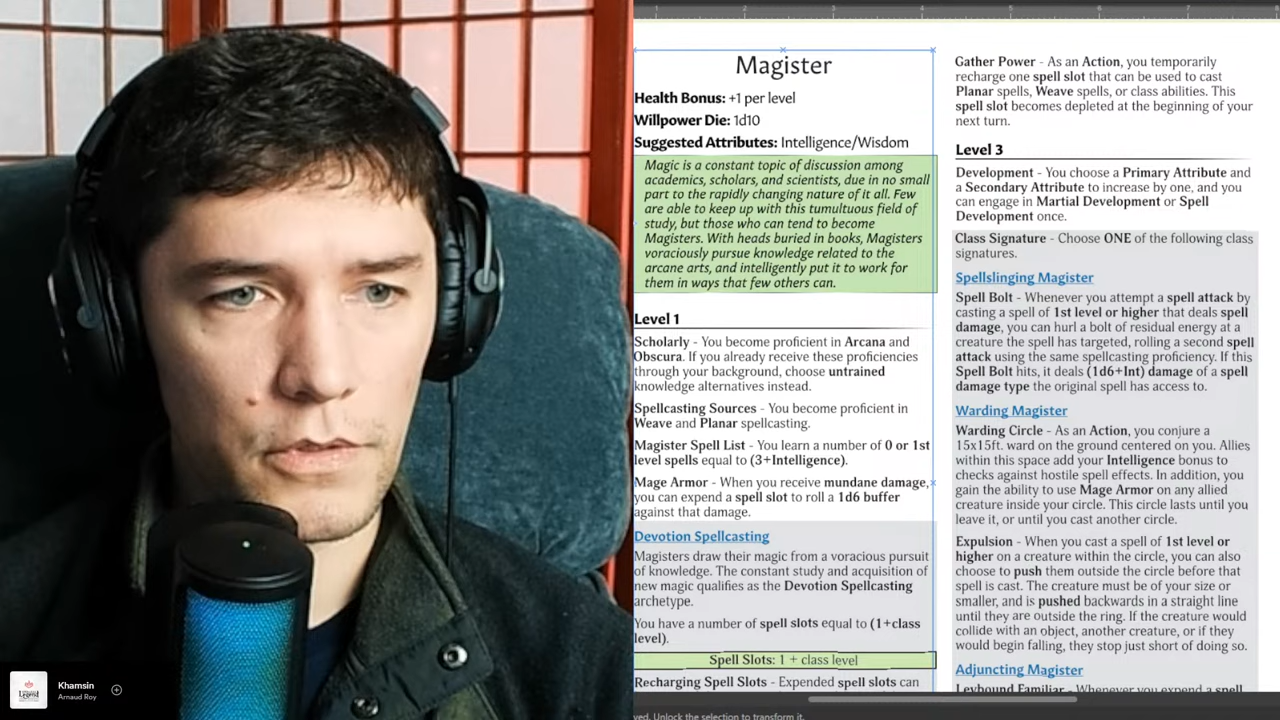 Magister
Health Bonus: +1 per level
Willpower Die: 1d10
Suggested Attributes: Intelligence/Wisdom
Magic is a constant topic of discussion among
academics, scholars, and scientists, due in no small
part to the rapidly changing nature of it all. Few
are able to keep up with this tumultuous field of
study, but those who can tend to become
Magisters. With heads buried in books, Magisters
voraciously pursue knowledge related to the
arcane arts, and intelligently put it to work for
them in ways that few others can.
Level 1
Scholarly - You become proficient in Arcana and
Obscura. If you already receive these proficiencies
through your background, choose untrained
knowledge alternatives instead.
Spellcasting Sources - You become proficient in
Weave and Planar spellcasting.
Magister Spell List - You learn a number of 0 or 1st
level spells equal to (3+Intelligence).
Mage Armor - When you receive mundane damage,
you can expend a spell slot to roll a 1d6 buffer
against that damage.
Devotion Spellcasting
Magisters draw their magic from a voracious pursuit
of knowledge. The constant study and acquisition of
new magic qualifies as the Devotion Spellcasting
archetype.
You have a number of spell slots equal to (1+class
level).
Spell Slots: 1 + class level
Recharging Spell Slots - Expended spell slots can
Gather Power - As an Action, you temporarily
recharge one spell slot that can be used to cast
Planar spells, Weave spells, or class abilities. This
spell slot becomes depleted at the beginning of your
next turn.
Level 3
Development - You choose a Primary Attribute and
a Secondary Attribute to increase by one, and you
can engage in Martial Development or Spell
Development once.
Class Signature - Choose ONE of the following class
signatures.
Spellslinging Magister
Spell Bolt - Whenever you attempt a spell attack by
casting a spell of 1st level or higher that deals spell
damage, you can hurl a bolt of residual energy at a
creature the spell has targeted, rolling a second spell
attack using the same spellcasting proficiency. If this
Spell Bolt hits, it deals (1d6+Int) damage of a spell
damage type the original spell has access to.
Warding Magister
Warding Circle - As an Action, you conjure a
15x15ft. ward on the ground centered on you. Allies
within this space add your Intelligence bonus to
checks against hostile spell effects. In addition, you
gain the ability to use Mage Armor on any allied
creature inside your circle. This circle lasts until you
leave it, or until you cast another circle.
Expulsion - When you cast a spell of 1st level or
higher on a creature within the circle, you can also
choose to push them outside the circle before that
spell is cast. The creature must be of your size or
smaller, and is pushed backwards in a straight line
until they are outside the ring. If the creature would
collide with an object, another creature, or if they
would begin falling, they stop just short of doing so.
Adjuncting Magister
Leybound Familiar - Whenever you expend a spell
1 2 3 4 5 6 7
ved. Unlock the selection to transform it.
Legend
Khamsin
Arnaud Roy